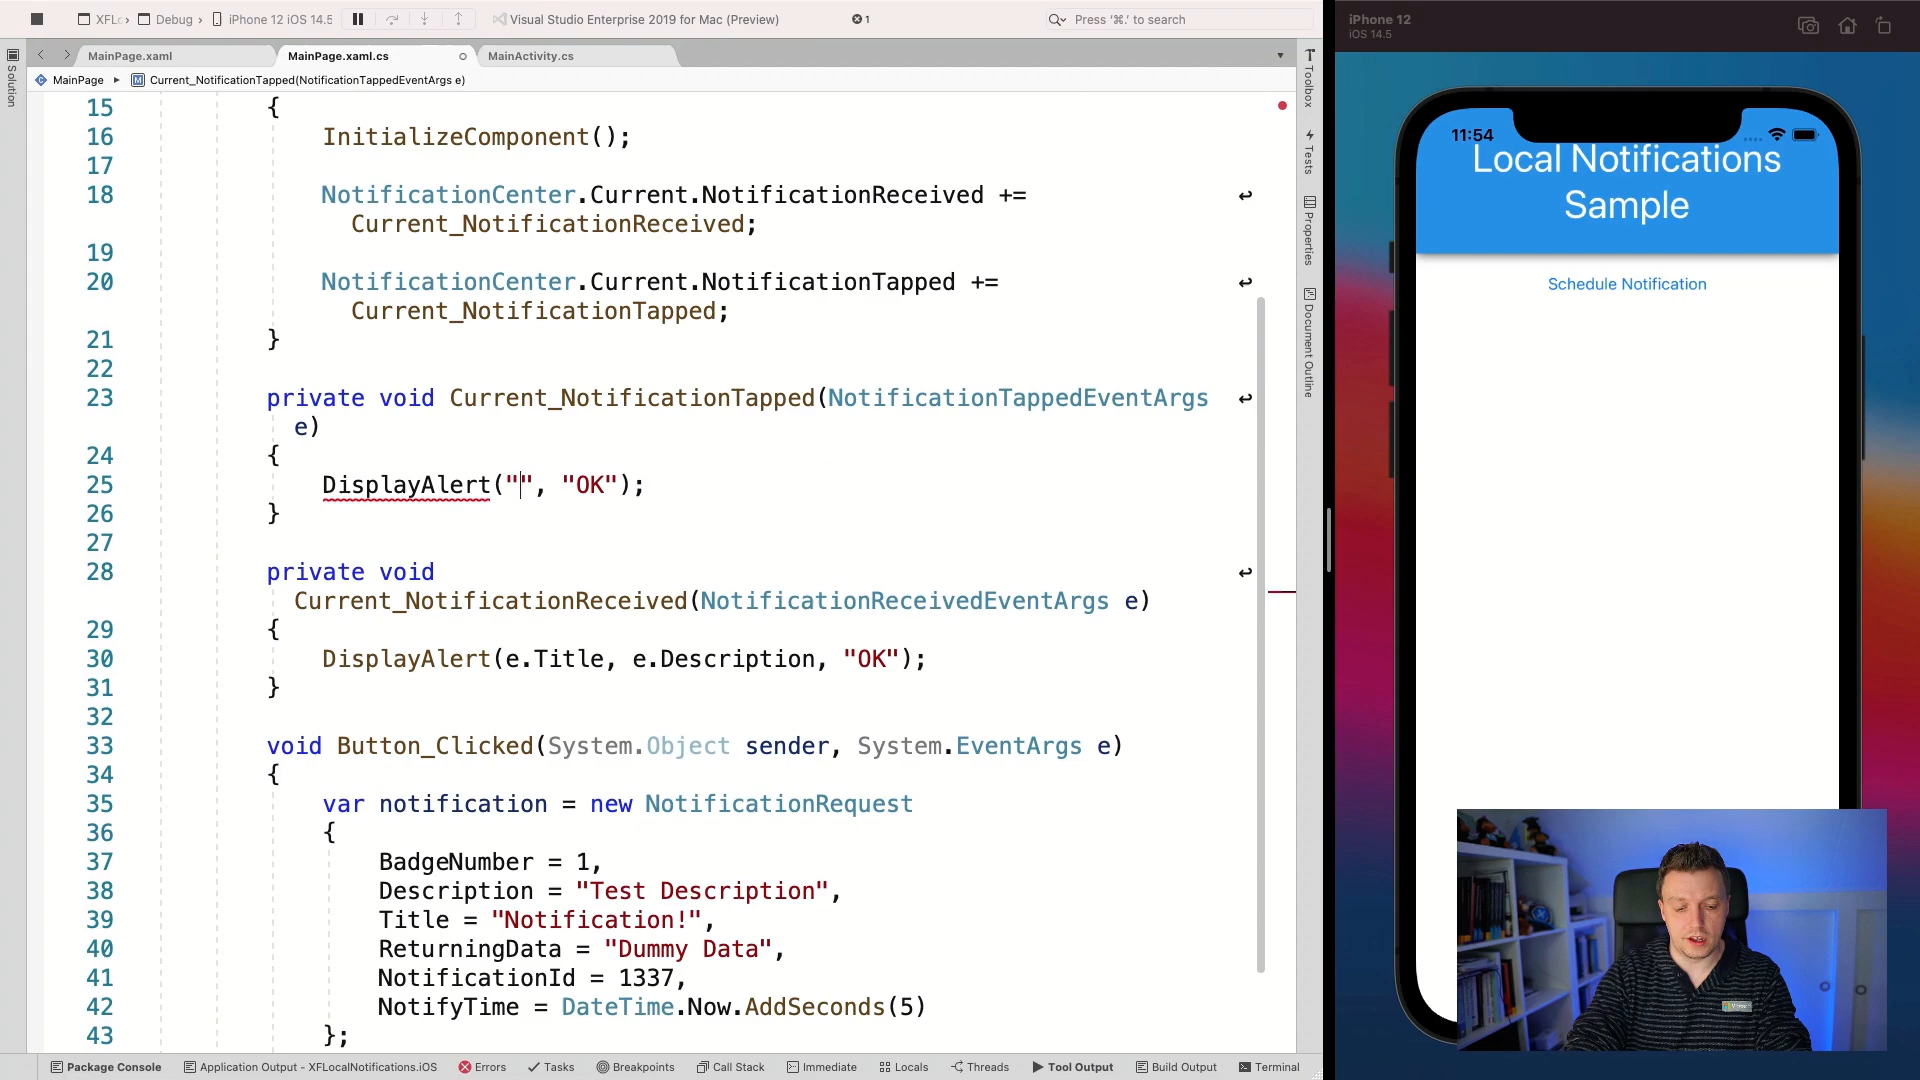 XFLc › Debug › iPhone 12 iOS 14.5
Visual Studio Enterprise 2019 for Mac (Preview)
1
Press '⌘.' to search
MainPage.xaml
MainPage.xaml.cs
MainActivity.cs
MainPage ▸ Current_NotificationTapped(NotificationTappedEventArgs e)
Solution
15 {
16 InitializeComponent();
17
18 NotificationCenter.Current.NotificationReceived +=
Current_NotificationReceived;
19
20 NotificationCenter.Current.NotificationTapped +=
Current_NotificationTapped;
21 }
22
23 private void Current_NotificationTapped(NotificationTappedEventArgs
e)
24 {
25 DisplayAlert("", "OK");
26 }
27
28 private void
Current_NotificationReceived(NotificationReceivedEventArgs e)
29 {
30 DisplayAlert(e.Title, e.Description, "OK");
31 }
32
33 void Button_Clicked(System.Object sender, System.EventArgs e)
34 {
35 var notification = new NotificationRequest
36 {
37 BadgeNumber = 1,
38 Description = "Test Description",
39 Title = "Notification!",
40 ReturningData = "Dummy Data",
41 NotificationId = 1337,
42 NotifyTime = DateTime.Now.AddSeconds(5)
43 };
Toolbox
Tests
Properties
Document Outline
Package Console
Application Output - XFLocalNotifications.iOS
Errors
Tasks
Breakpoints
Call Stack
Immediate
Locals
Threads
Tool Output
Build Output
Terminal
iPhone 12
iOS 14.5
11:54
Local Notifications
Sample
Schedule Notification